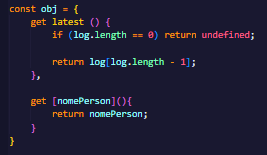 const obj = {
    get latest () {
        if (log.length == 0) return undefined;

        return log[log.length - 1];
    },

    get [nomePerson](){
        return nomePerson;
    }
}